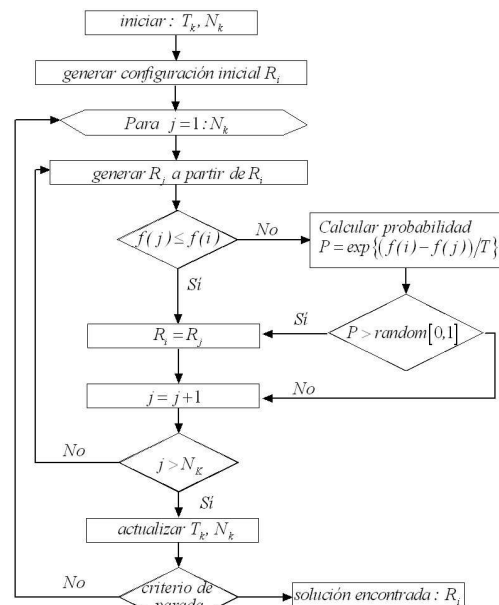 iniciar : T_k, N_k
generar configuración inicial R_i
Para j=1:N_k
generar R_j a partir de R_i
f(j)≤f(i)
No
Calcular probabilidad
P=exp{(f(i)-f(j))/T}
Sí
Sí
P>random[0,1]
R_i=R_j
No
j=j+1
No
j>N_K
Sí
actualizar T_k, N_k
No
criterio de
parada
solución encontrada : R_i